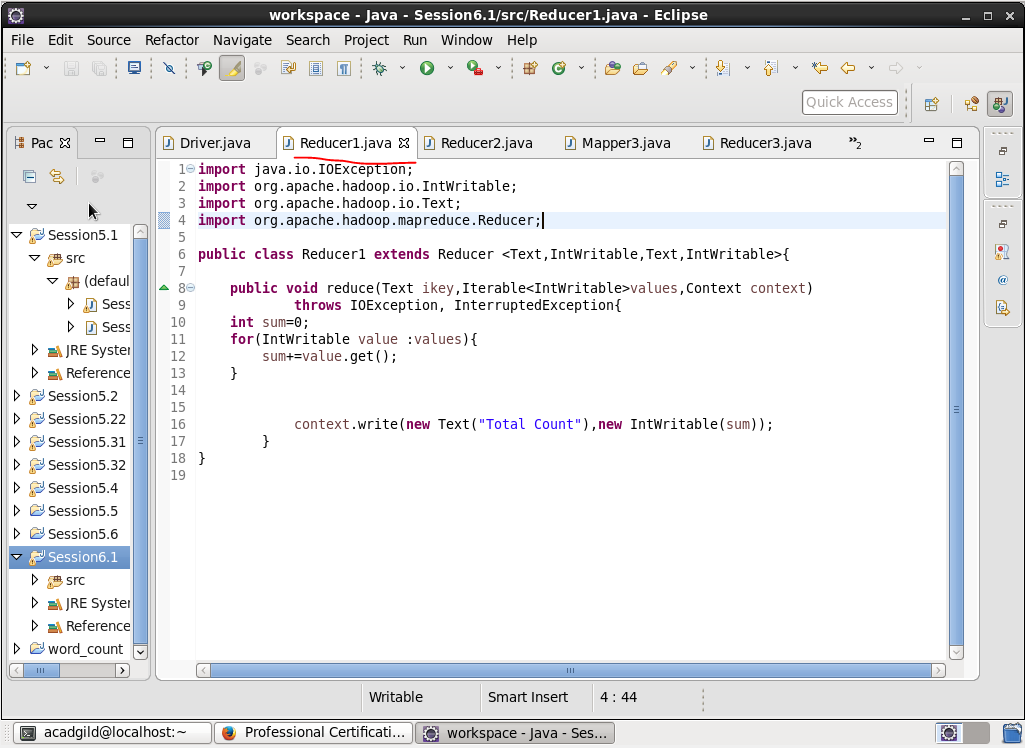 workspace - Java - Session6.1/src/Reducer1.java - Eclipse
File Edit Source Refactor Navigate Search Project Run Window Help
Quick Access
Pac
Driver.java Reducer1.java Reducer2.java Mapper3.java Reducer3.java »2
1 import java.io.IOException;
2 import org.apache.hadoop.io.IntWritable;
3 import org.apache.hadoop.io.Text;
4 import org.apache.hadoop.mapreduce.Reducer;
5
6 public class Reducer1 extends Reducer <Text,IntWritable,Text,IntWritable>{
7
8 public void reduce(Text ikey,Iterable<IntWritable>values,Context context)
9 throws IOException, InterruptedException{
10 int sum=0;
11 for(IntWritable value :values){
12 sum+=value.get();
13 }
14
15
16 context.write(new Text("Total Count"),new IntWritable(sum));
17 }
18 }
19
Session5.1
src
(defaul
Sess
Sess
JRE Syster
Reference
Session5.2
Session5.22
Session5.31
Session5.32
Session5.4
Session5.5
Session5.6
Session6.1
src
JRE Syster
Reference
word_count
Writable Smart Insert 4 : 44
acadgild@localhost:~ Professional Certificati... workspace - Java - Ses...